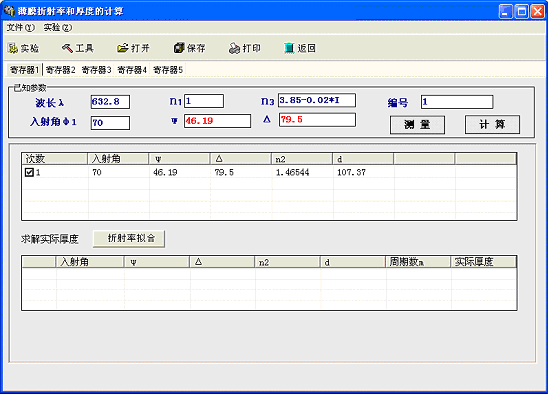 薄膜折射率和厚度的计算
文件(F) 实验(Z)
实验 工具 打开 保存 打印 返回
寄存器1 寄存器2 寄存器3 寄存器4 寄存器5
已知参数
波长λ 632.8 n1 1 n3 3.85-0.02*I 编号 1
入射角Φ1 70 Ψ 46.19 Δ 79.5 测 量 计 算
次数 入射角 Ψ Δ n2 d
1 70 46.19 79.5 1.46544 107.37
求解实际厚度 折射率拟合
入射角 Ψ Δ n2 d 周期数m 实际厚度